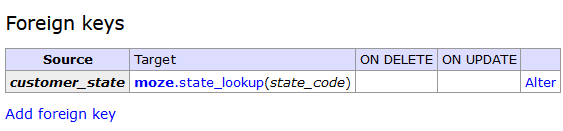 Foreign keys
Source Target ON DELETE ON UPDATE
customer_state moze.state_lookup(state_code) Alter
Add foreign key